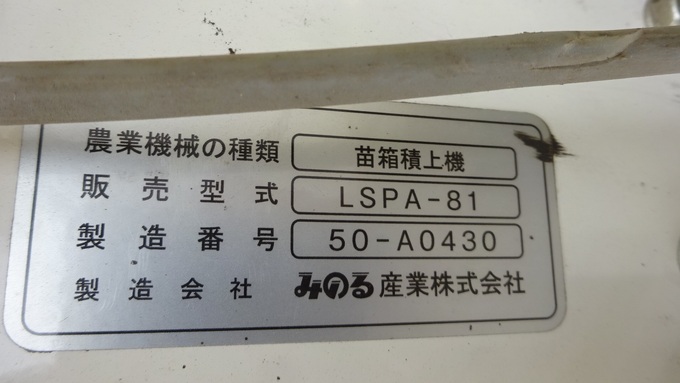 農業機械の種類 苗箱積上機
販売型式 LSPA-81
製造番号 50-A0430
製造会社 みのる産業株式会社